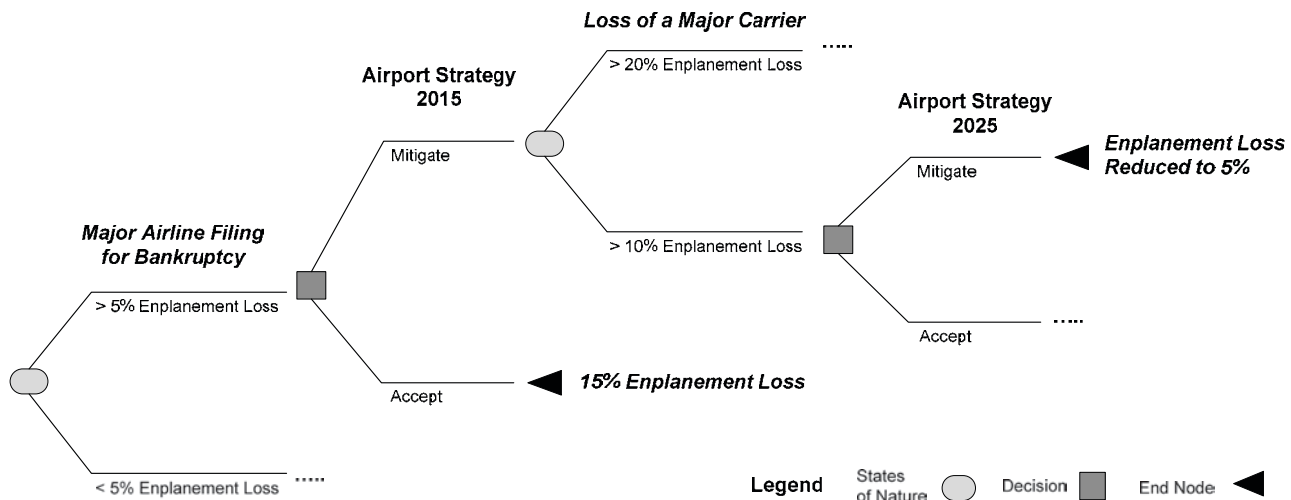 Loss of a Major Carrier
> 20% Enplanement Loss
.....
Airport Strategy
2015
Mitigate
Airport Strategy
2025
Mitigate
Enplanement Loss
Reduced to 5%
Major Airline Filing
for Bankruptcy
> 5% Enplanement Loss
> 10% Enplanement Loss
Accept
.....
Accept
15% Enplanement Loss
< 5% Enplanement Loss
.....
Legend
States
of Nature
Decision
End Node